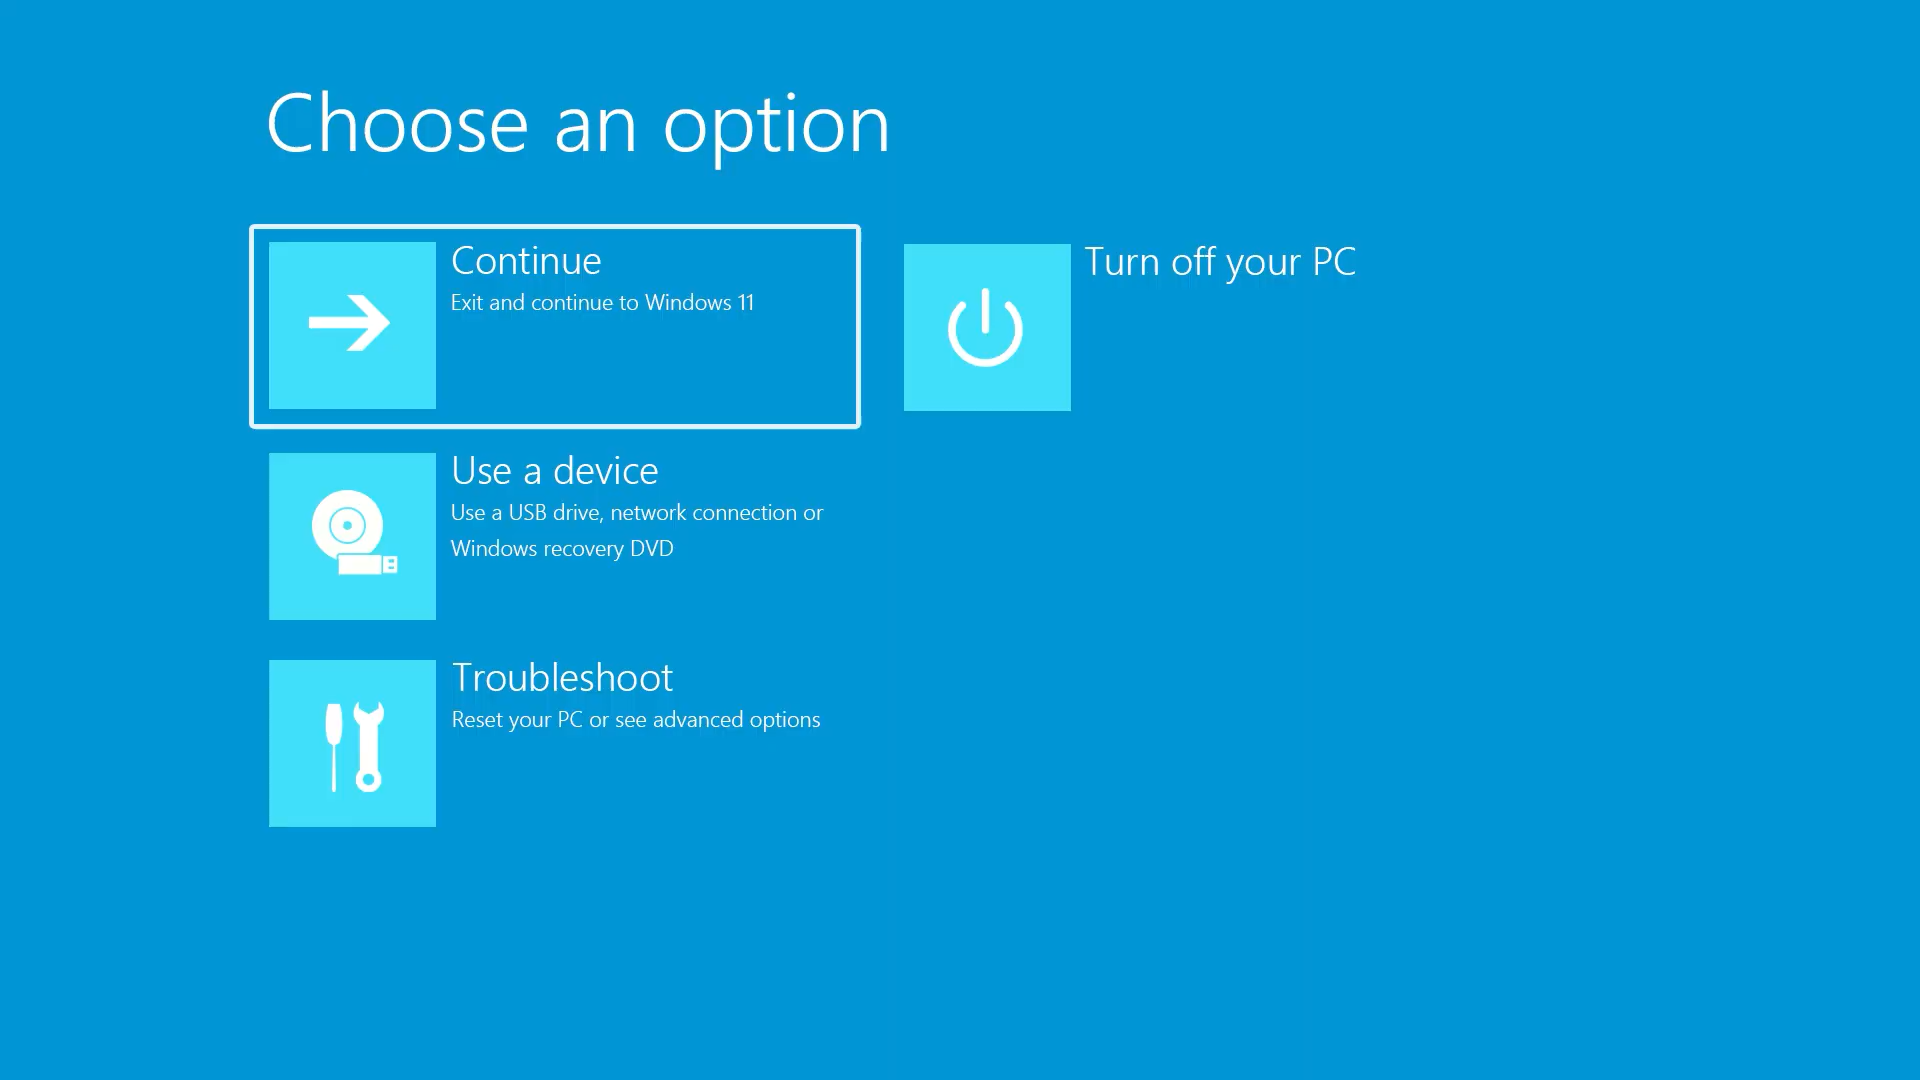 Choose an option
Continue
Exit and continue to Windows 11
Turn off your PC
Use a device
Use a USB drive, network connection or
Windows recovery DVD
Troubleshoot
Reset your PC or see advanced options